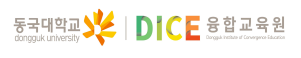 동국대학교
dongguk university
DICE 융합교육원
Dongguk Institute of Convergence Education